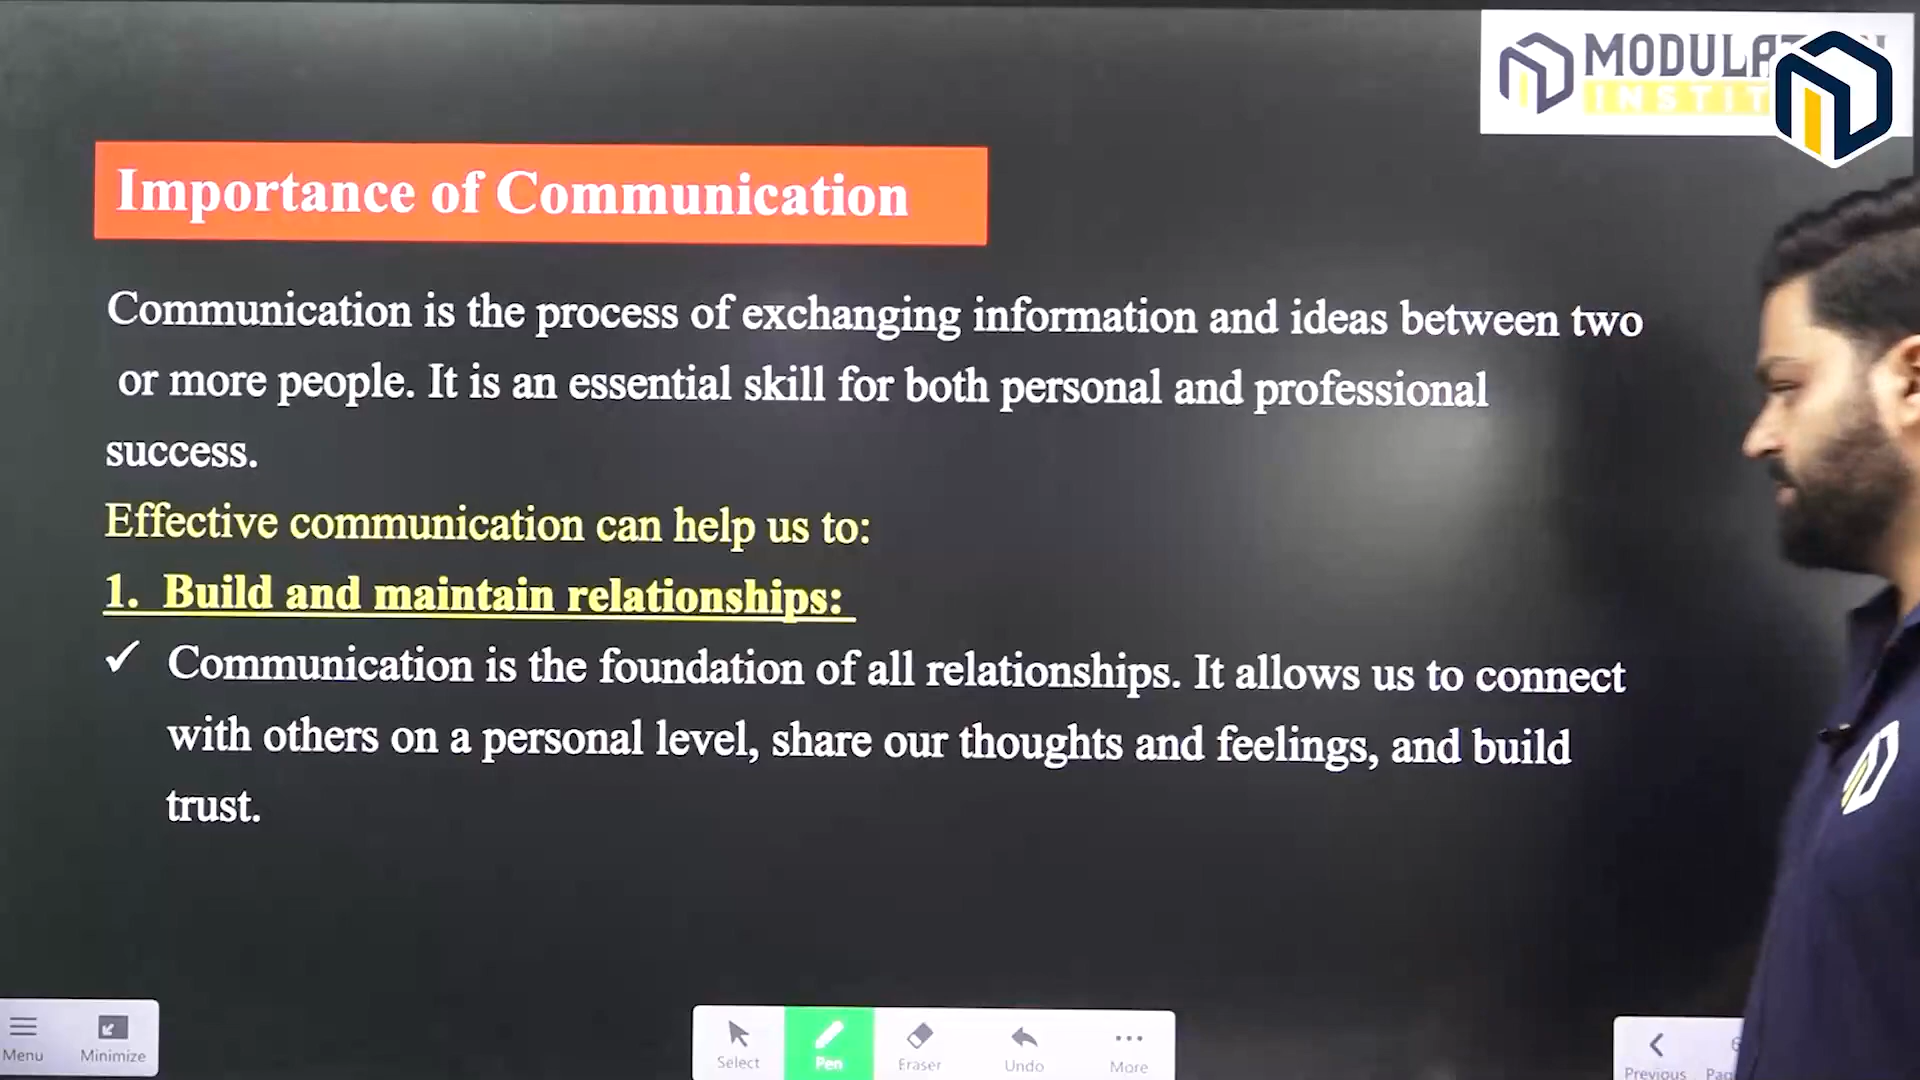 MODULA
INSTIT
Importance of Communication
Communication is the process of exchanging information and ideas between two
or more people. It is an essential skill for both personal and professional
success.
Effective communication can help us to:
1. Build and maintain relationships:
✓ Communication is the foundation of all relationships. It allows us to connect
with others on a personal level, share our thoughts and feelings, and build
trust.
Menu Minimize Select Pen Eraser Undo More Previous